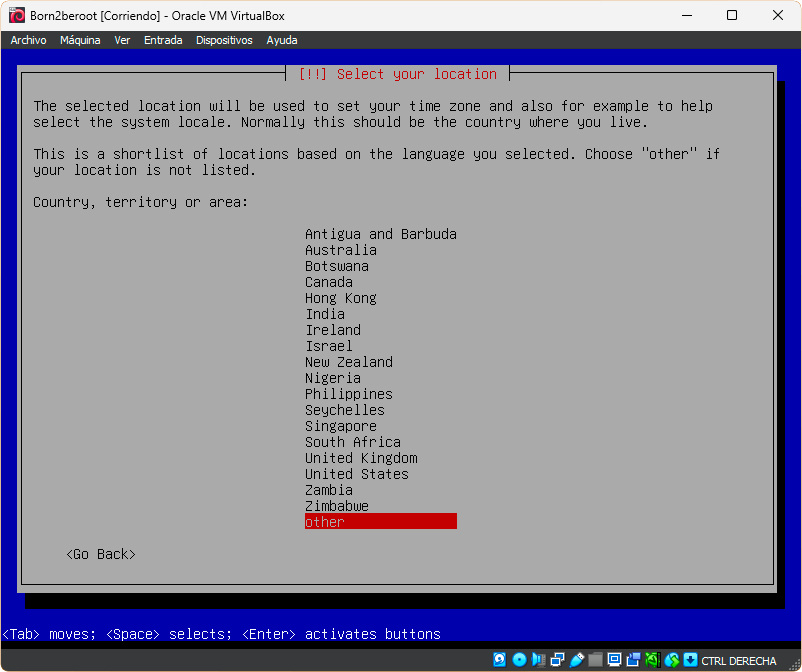 Born2beroot [Corriendo] - Oracle VM VirtualBox
Archivo Máquina Ver Entrada Dispositivos Ayuda
[!!] Select your location
The selected location will be used to set your time zone and also for example to help
select the system locale. Normally this should be the country where you live.
This is a shortlist of locations based on the language you selected. Choose "other" if
your location is not listed.
Country, territory or area:
Antigua and Barbuda
Australia
Botswana
Canada
Hong Kong
India
Ireland
Israel
New Zealand
Nigeria
Philippines
Seychelles
Singapore
South Africa
United Kingdom
United States
Zambia
Zimbabwe
other
<Go Back>
<Tab> moves; <Space> selects; <Enter> activates buttons
CTRL DERECHA